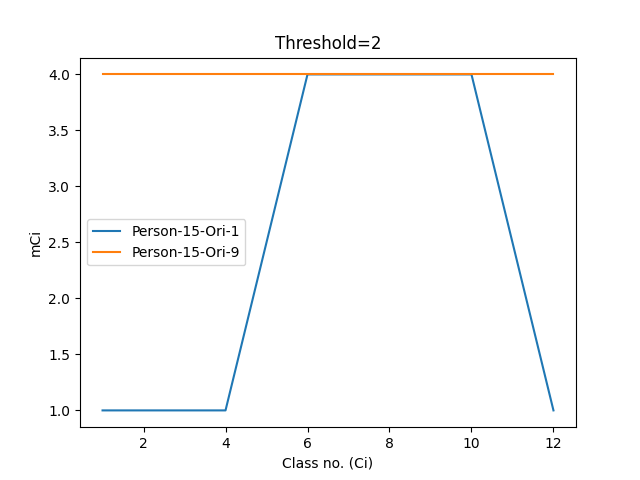 Threshold=2
mCi
4.0
3.5
3.0
2.5
2.0
1.5
1.0
Person-15-Ori-1
Person-15-Ori-9
2 4 6 8 10 12
Class no. (Ci)